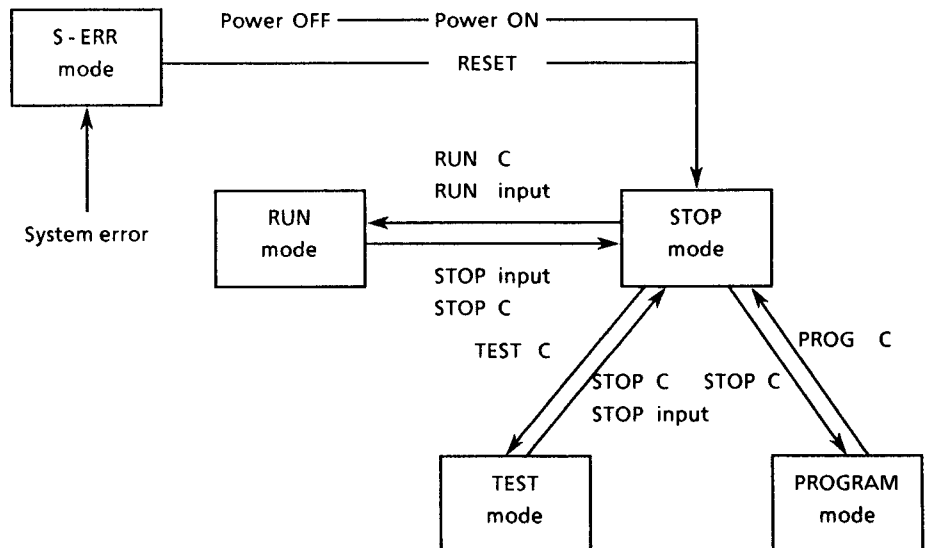 Power OFF Power ON
S - ERR
mode
RESET
RUN C
RUN input
System error
RUN
mode
STOP
mode
STOP input
STOP C
TEST C
PROG C
STOP C STOP C
STOP input
TEST
mode
PROGRAM
mode